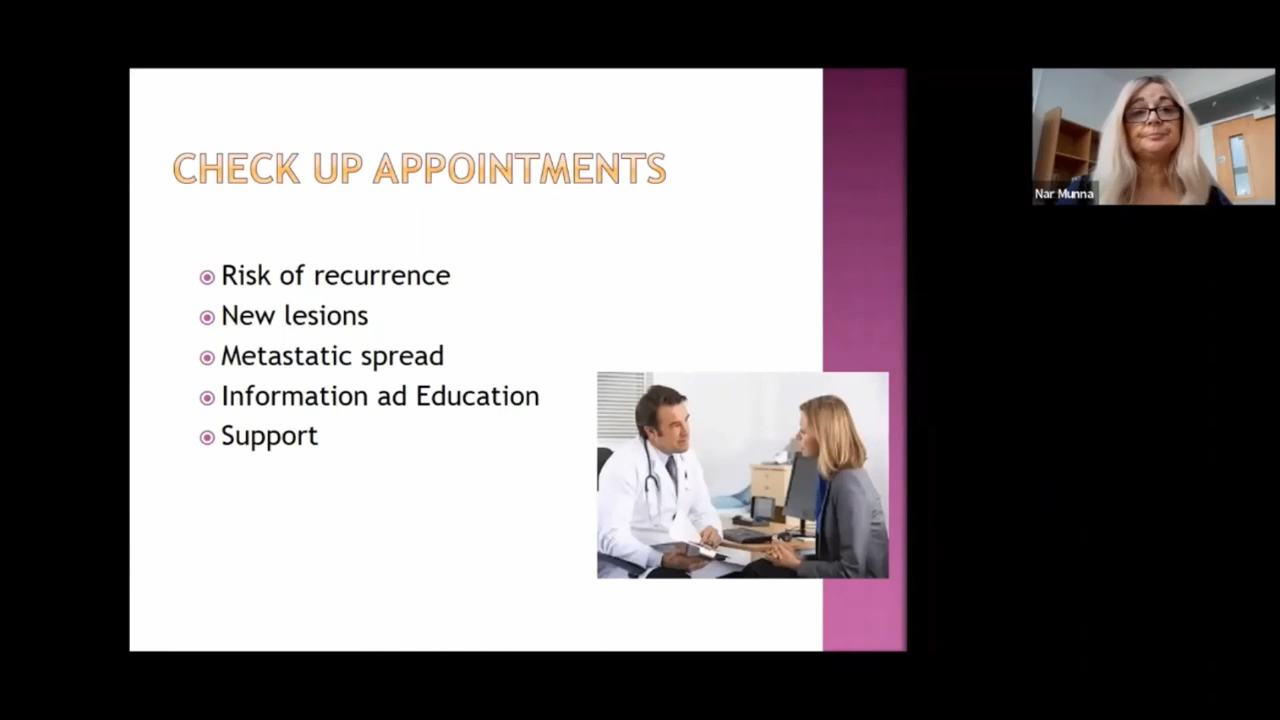 CHECK UP APPOINTMENTS
Risk of recurrence
New lesions
Metastatic spread
Information ad Education
Support
Nar Munna